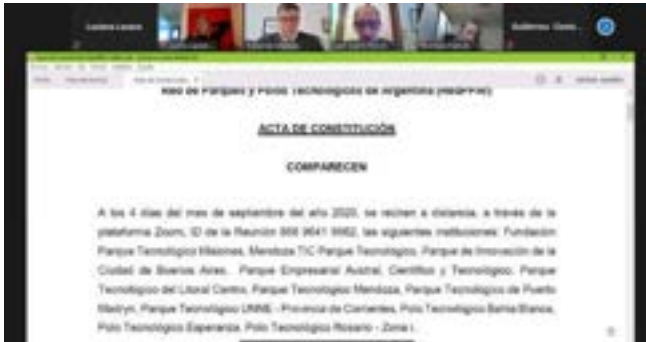 Luciana Lavaca
Guillermo
Red de Parques y Polos Tecnológicos de Argentina
ACTA DE CONSTITUCIÓN
COMPARECEN
A los 4 días del mes de septiembre del año 2020, se reúnen a distancia, a través de la
plataforma Zoom, ID de la Reunión 866 9641 9962, las siguientes instituciones: Fundación
Parque Tecnológico Misiones, Mendoza TIC Parque Tecnológico, Parque de Innovación de la
Ciudad de Buenos Aires, Parque Empresarial Austral, Científico y Tecnológico, Parque
Tecnológico del Litoral Centro, Parque Tecnológico Mendoza, Parque Tecnológico de Puerto
Madryn, Parque Tecnológico UNNE - Provincia de Corrientes, Polo Tecnológico Bahía Blanca,
Polo Tecnológico Esperanza, Polo Tecnológico Rosario - Zona i.